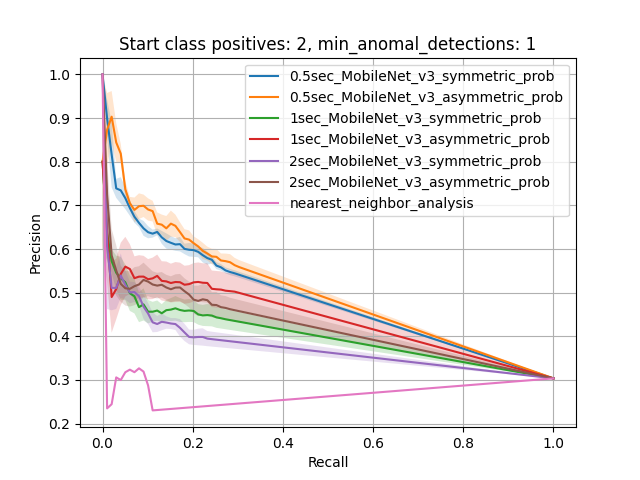 Start class positives: 2, min_anomal_detections: 1
1.0
0.9
0.8
0.7
0.6
0.5
0.4
0.3
0.2
Precision
0.5sec_MobileNet_v3_symmetric_prob
0.5sec_MobileNet_v3_asymmetric_prob
1sec_MobileNet_v3_symmetric_prob
1sec_MobileNet_v3_asymmetric_prob
2sec_MobileNet_v3_symmetric_prob
2sec_MobileNet_v3_asymmetric_prob
nearest_neighbor_analysis
0.0 0.2 0.4 0.6 0.8 1.0
Recall